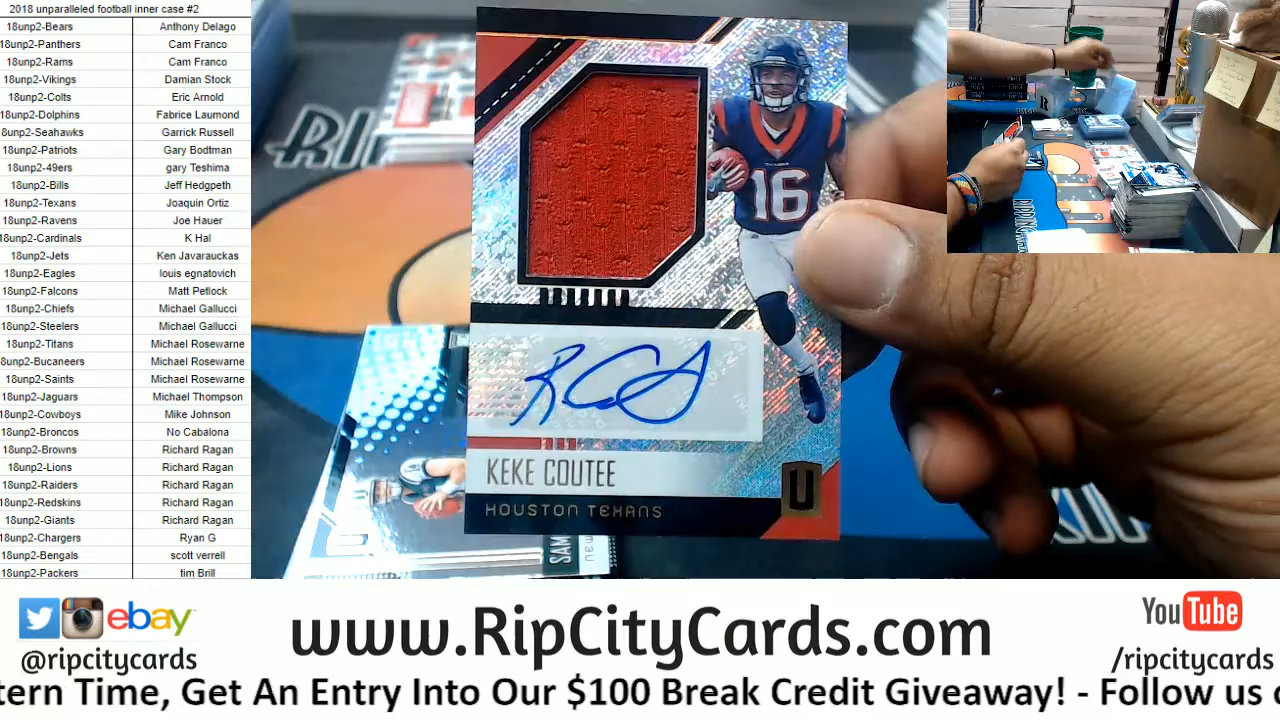 2018 unparalleled football inner case #2
18unp2-Bears Anthony Delago
18unp2-Panthers Cam Franco
18unp2-Rams Cam Franco
18unp2-Vikings Damian Stock
18unp2-Colts Eric Arnold
18unp2-Dolphins Fabrice Laumond
8unp2-Seahawks Garrick Russell
18unp2-Patriots Gary Bodtman
18unp2-49ers gary Teshima
18unp2-Bills Jeff Hedgpeth
18unp2-Texans Joaquin Ortiz
18unp2-Ravens Joe Hauer
18unp2-Cardinals K Hal
18unp2-Jets Ken Javarauckas
18unp2-Eagles louis egnatovich
18unp2-Falcons Matt Petlock
18unp2-Chiefs Michael Gallucci
18unp2-Steelers Michael Gallucci
18unp2-Titans Michael Rosewarne
8unp2-Bucaneers Michael Rosewarne
18unp2-Saints Michael Rosewarne
18unp2-Jaguars Michael Thompson
18unp2-Cowboys Mike Johnson
18unp2-Broncos No Cabalona
18unp2-Browns Richard Ragan
18unp2-Lions Richard Ragan
18unp2-Raiders Richard Ragan
18unp2-Redskins Richard Ragan
18unp2-Giants Richard Ragan
18unp2-Chargers Ryan G
18unp2-Bengals scott verrell
18unp2-Packers tim Brill
RIP
TEXANS
16
KEKE COUTEE
HOUSTON TEXANS
U
SAM
ebay
@ripcitycards
www.RipCityCards.com
YouTube
/ripcitycards
tern Time, Get An Entry Into Our $100 Break Credit Giveaway! - Follow us o